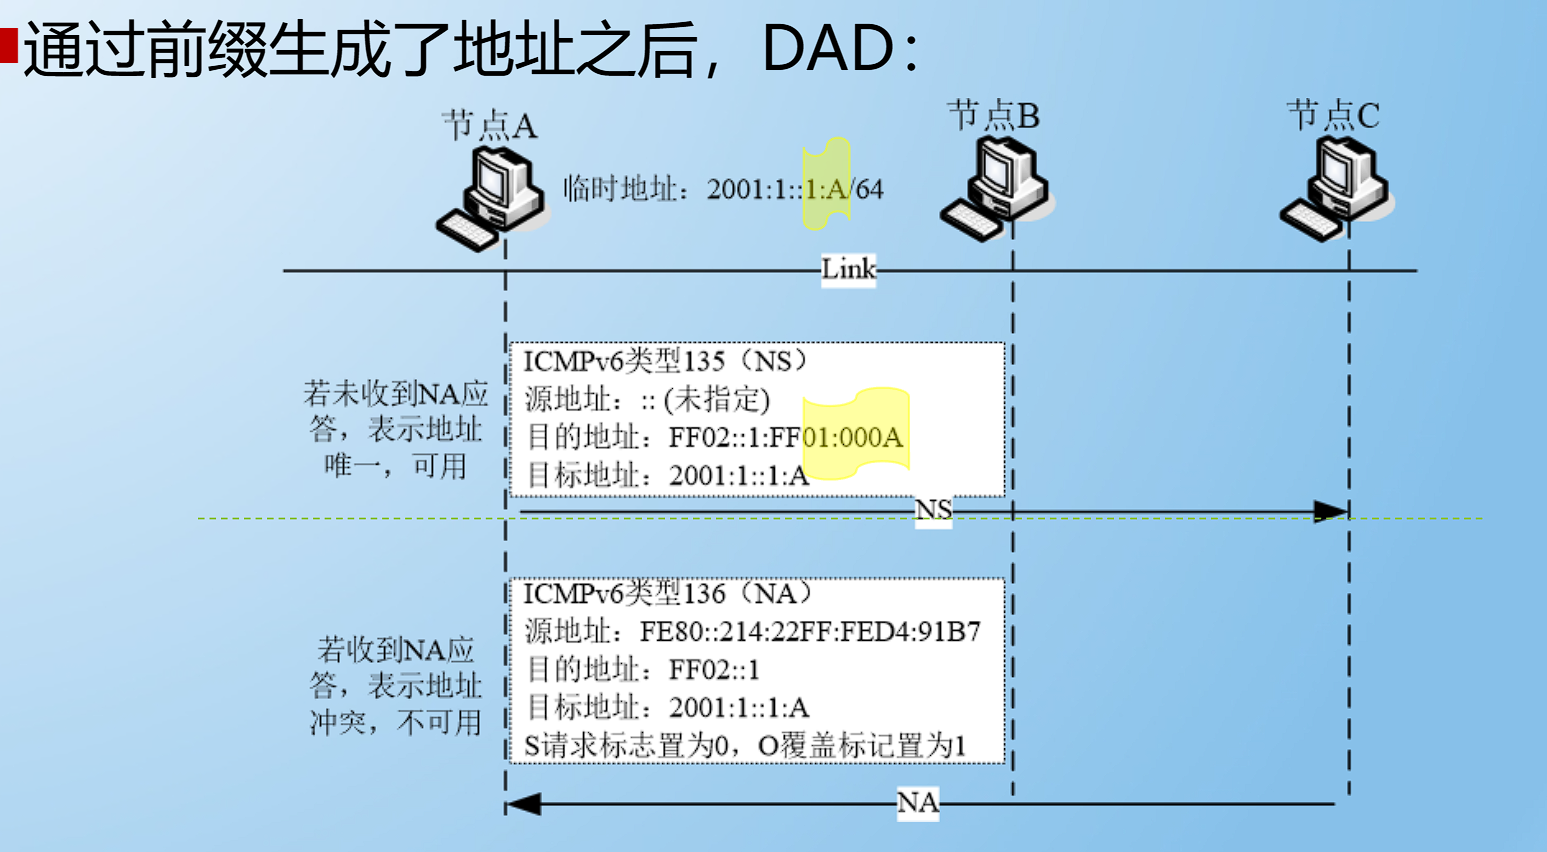 通过前缀生成了地址之后，DAD：
节点A
节点B
节点C
临时地址：2001:1::1:A/64
Link
ICMPv6类型135（NS）
源地址：:: (未指定)
目的地址：FF02::1:FF01:000A
目标地址：2001:1::1:A
若未收到NA应
答，表示地址
唯一，可用
NS
ICMPv6类型136（NA）
源地址：FE80::214:22FF:FED4:91B7
目的地址：FF02::1
目标地址：2001:1::1:A
S请求标志置为0，O覆盖标记置为1
若收到NA应
答，表示地址
冲突，不可用
NA